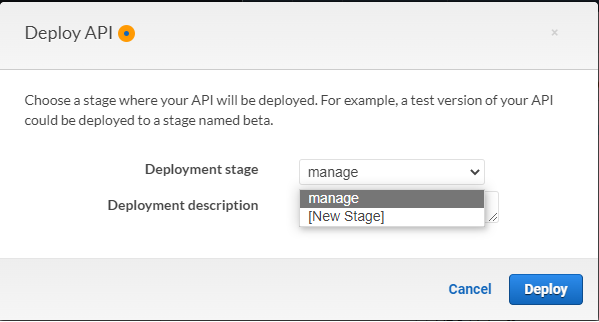 Deploy API
×
Choose a stage where your API will be deployed. For example, a test version of your API
could be deployed to a stage named beta.
Deployment stage
manage
manage
[New Stage]
Deployment description
Cancel
Deploy